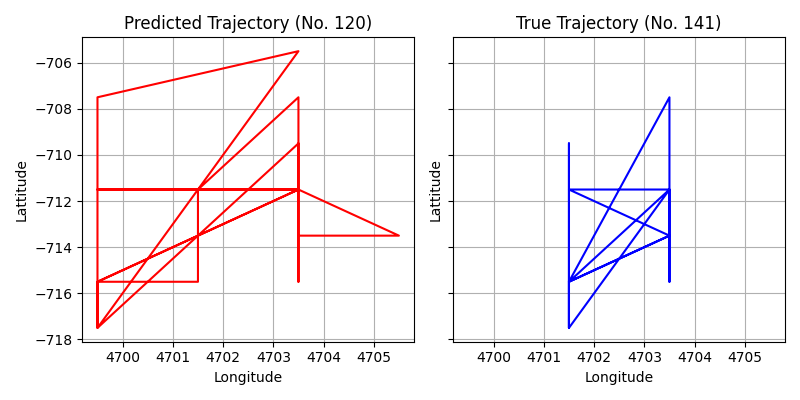 Predicted Trajectory (No. 120)
True Trajectory (No. 141)
−706
−708
−710
−712
−714
−716
−718
Lattitude
Lattitude
4700 4701 4702 4703 4704 4705
4700 4701 4702 4703 4704 4705
Longitude
Longitude